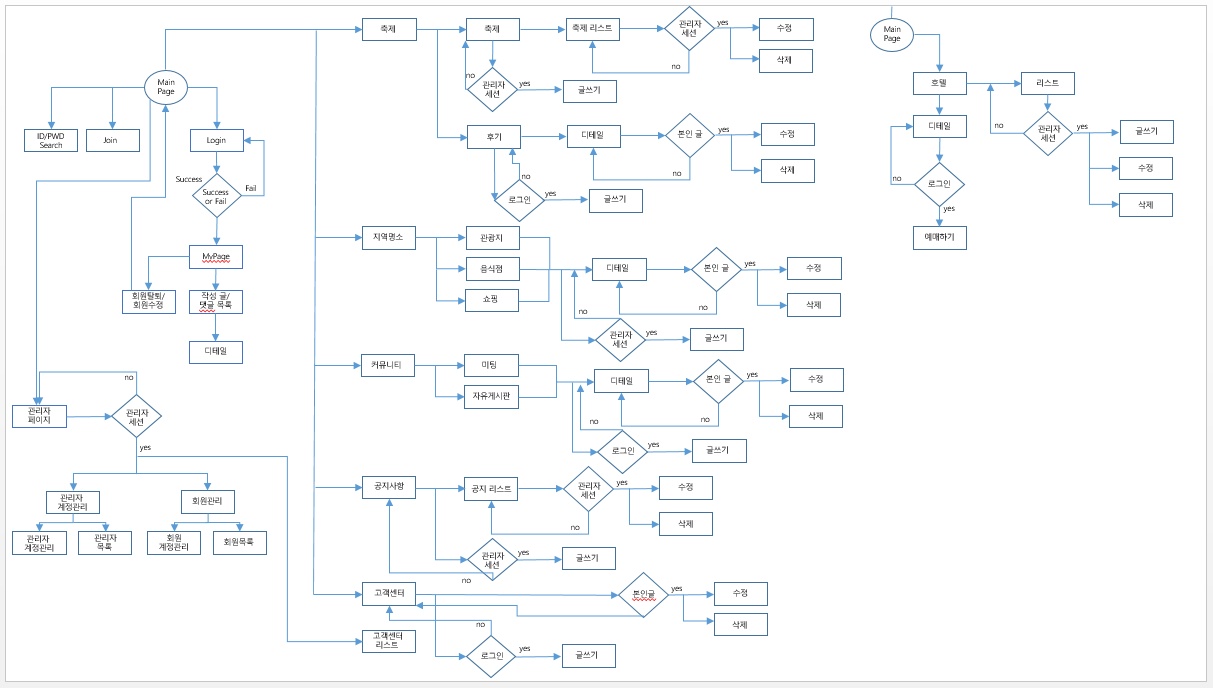 Main
Page
ID/PWD
Search
Join
Login
Success
Success
or Fail
Fail
MyPage
회원탈퇴/
회원수정
작성 글/
댓글 목록
디테일
no
관리자
페이지
관리자
세션
yes
관리자
계정관리
회원관리
관리자
계정관리
관리자
목록
회원
계정관리
회원목록
축제
축제
축제 리스트
관리자
세션
yes
수정
삭제
no
no
관리자
세션
yes
글쓰기
후기
디테일
본인 글
yes
수정
삭제
no
no
로그인
yes
글쓰기
지역명소
관광지
음식점
쇼핑
디테일
본인 글
yes
수정
삭제
no
no
관리자
세션
yes
글쓰기
커뮤니티
미팅
자유게시판
디테일
본인 글
yes
수정
삭제
no
no
로그인
yes
글쓰기
공지사항
공지 리스트
관리자
세션
yes
수정
삭제
no
관리자
세션
yes
글쓰기
no
고객센터
본인글
yes
수정
삭제
고객센터
리스트
no
로그인
yes
글쓰기
Main
Page
호텔
리스트
디테일
no
관리자
세션
yes
글쓰기
수정
삭제
no
로그인
yes
예매하기